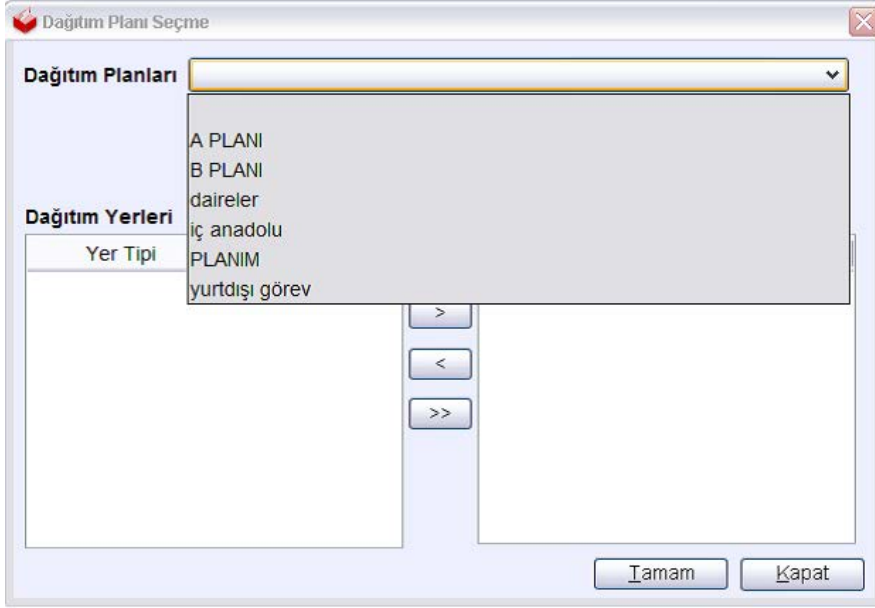 Dağıtım Planı Seçme
Dağıtım Planları
A PLANI
B PLANI
daireler
iç anadolu
PLANIM
yurtdışı görev
Dağıtım Yerleri
Yer Tipi
>
<
>>
Tamam Kapat